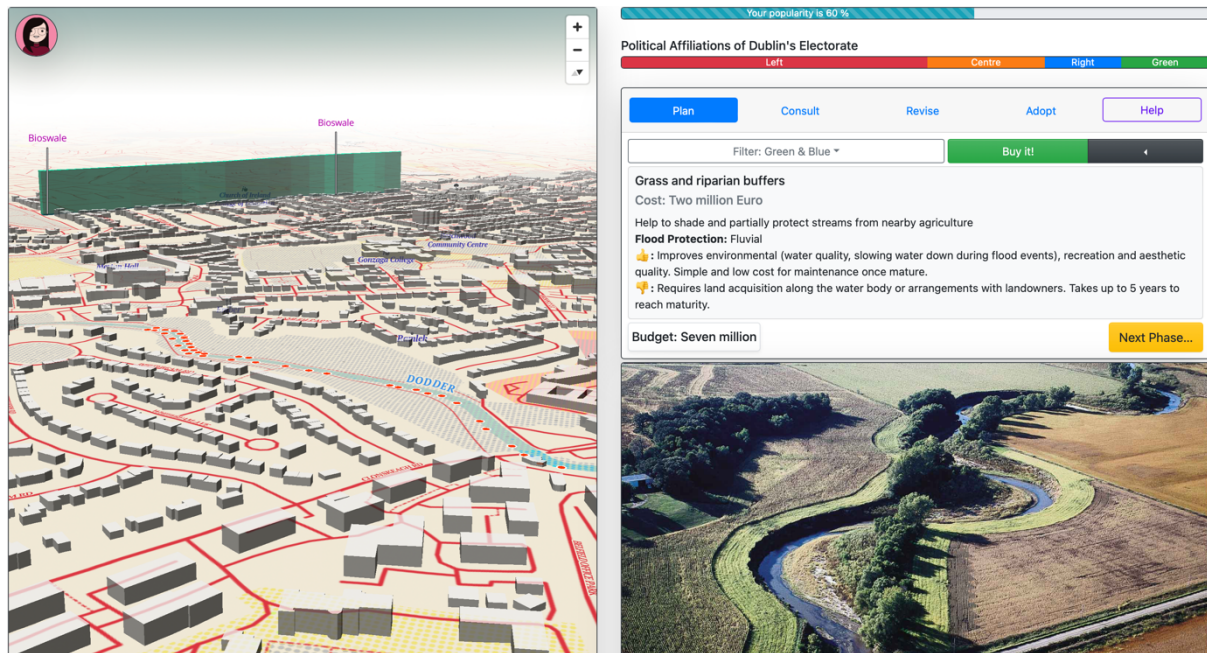 Your popularity is 60 %
Political Affiliations of Dublin's Electorate
Left Centre Right Green
Plan Consult Revise Adopt Help
Filter: Green & Blue
Buy it!
Grass and riparian buffers
Cost: Two million Euro
Help to shade and partially protect streams from nearby agriculture
Flood Protection: Fluvial
👍: Improves environmental (water quality, slowing water down during flood events), recreation and aesthetic
quality. Simple and low cost for maintenance once mature.
👎: Requires land acquisition along the water body or arrangements with landowners. Takes up to 5 years to
reach maturity.
Budget: Seven million
Next Phase...
Bioswale
Bioswale
Church of Ireland
Community Centre
Gonzaga College
DODDER
CLONSKEAGH RD